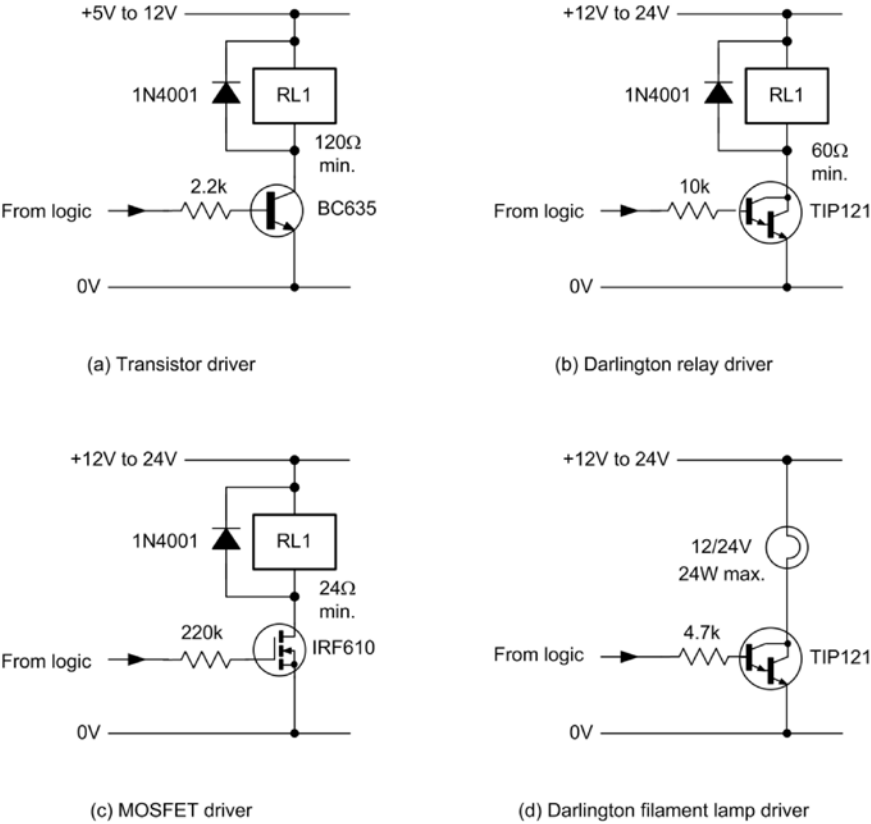 +5V to 12V
1N4001
RL1
120Ω
min.
2.2k
From logic
BC635
0V
(a) Transistor driver
+12V to 24V
1N4001
RL1
60Ω
min.
10k
From logic
TIP121
0V
(b) Darlington relay driver
+12V to 24V
1N4001
RL1
24Ω
min.
220k
From logic
IRF610
0V
(c) MOSFET driver
+12V to 24V
12/24V
24W max.
4.7k
From logic
TIP121
0V
(d) Darlington filament lamp driver